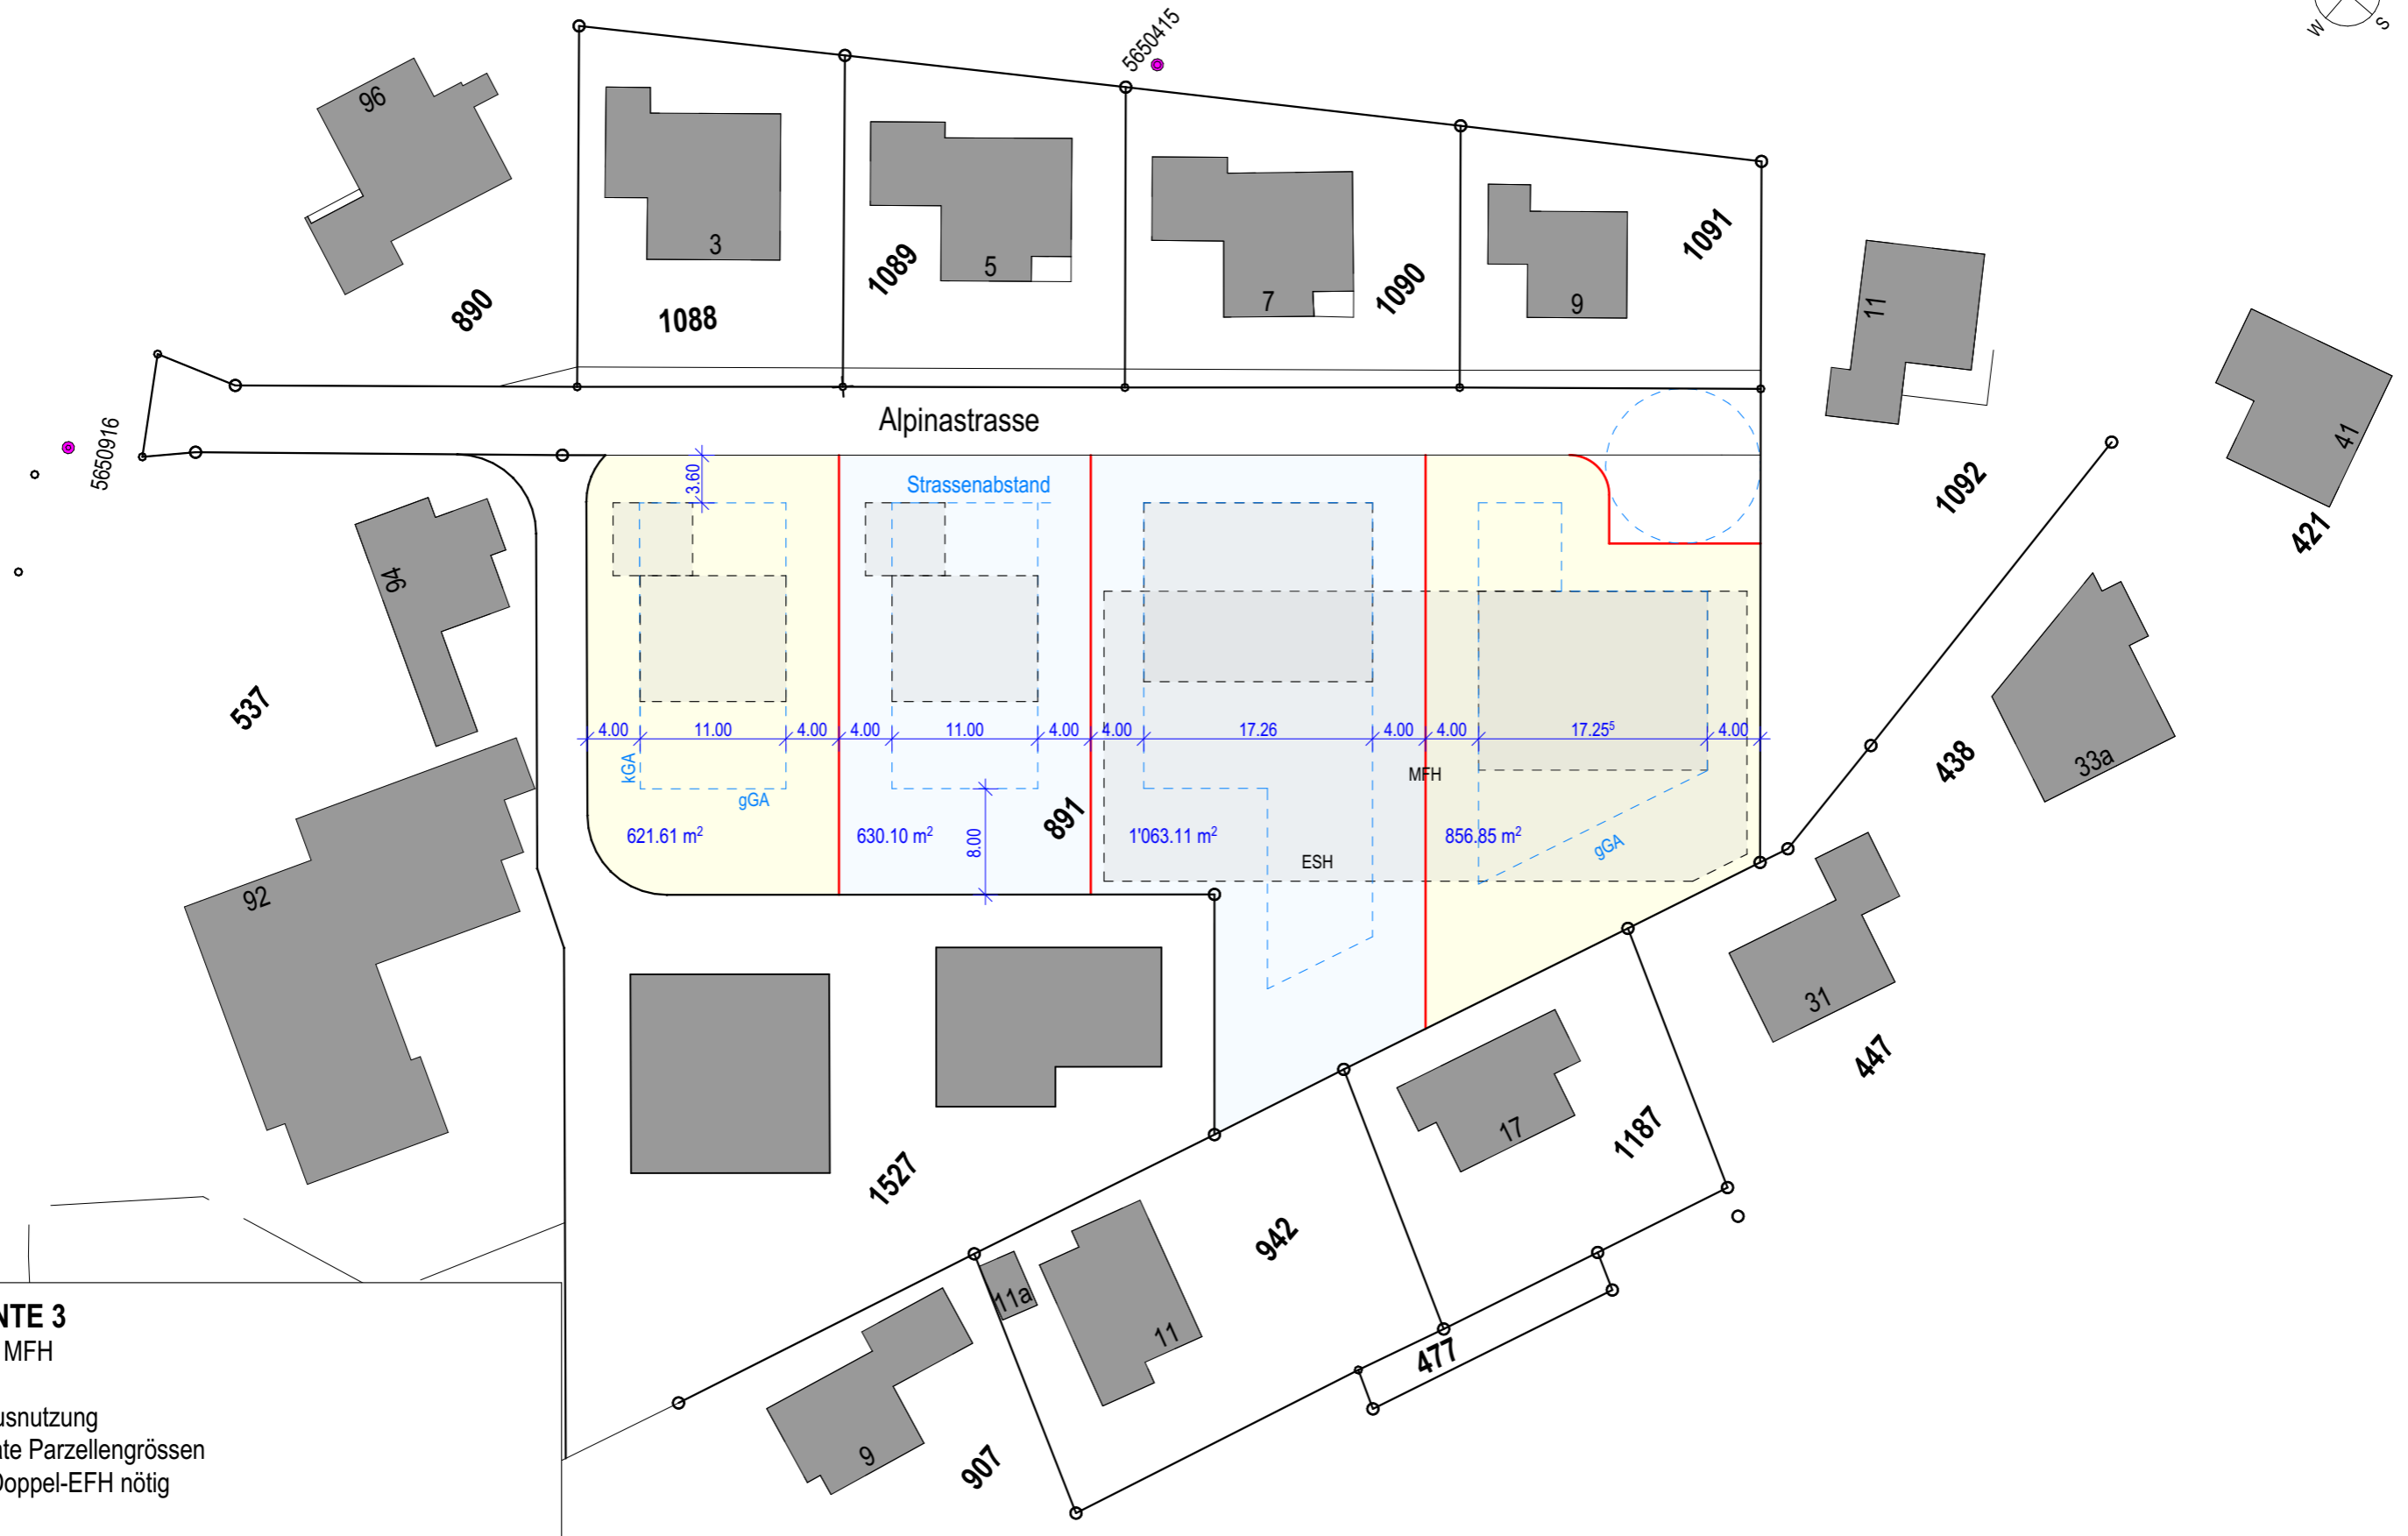 W
S
5650415
96
3
1089
5
7
1090
9
1091
11
890
1088
41
5650916
Alpinastrasse
1092
421
3.60
Strassenabstand
94
537
4.00
11.00
4.00
4.00
11.00
4.00
4.00
17.26
4.00
4.00
17.25⁵
4.00
kGA
gGA
MFH
438
33a
621.61 m²
630.10 m²
8.00
891
1'063.11 m²
856.85 m²
gGA
ESH
92
31
447
17
1187
1527
942
11a
11
477
9
907
NTE 3
MFH
usnutzung
te Parzellengrössen
Doppel-EFH nötig